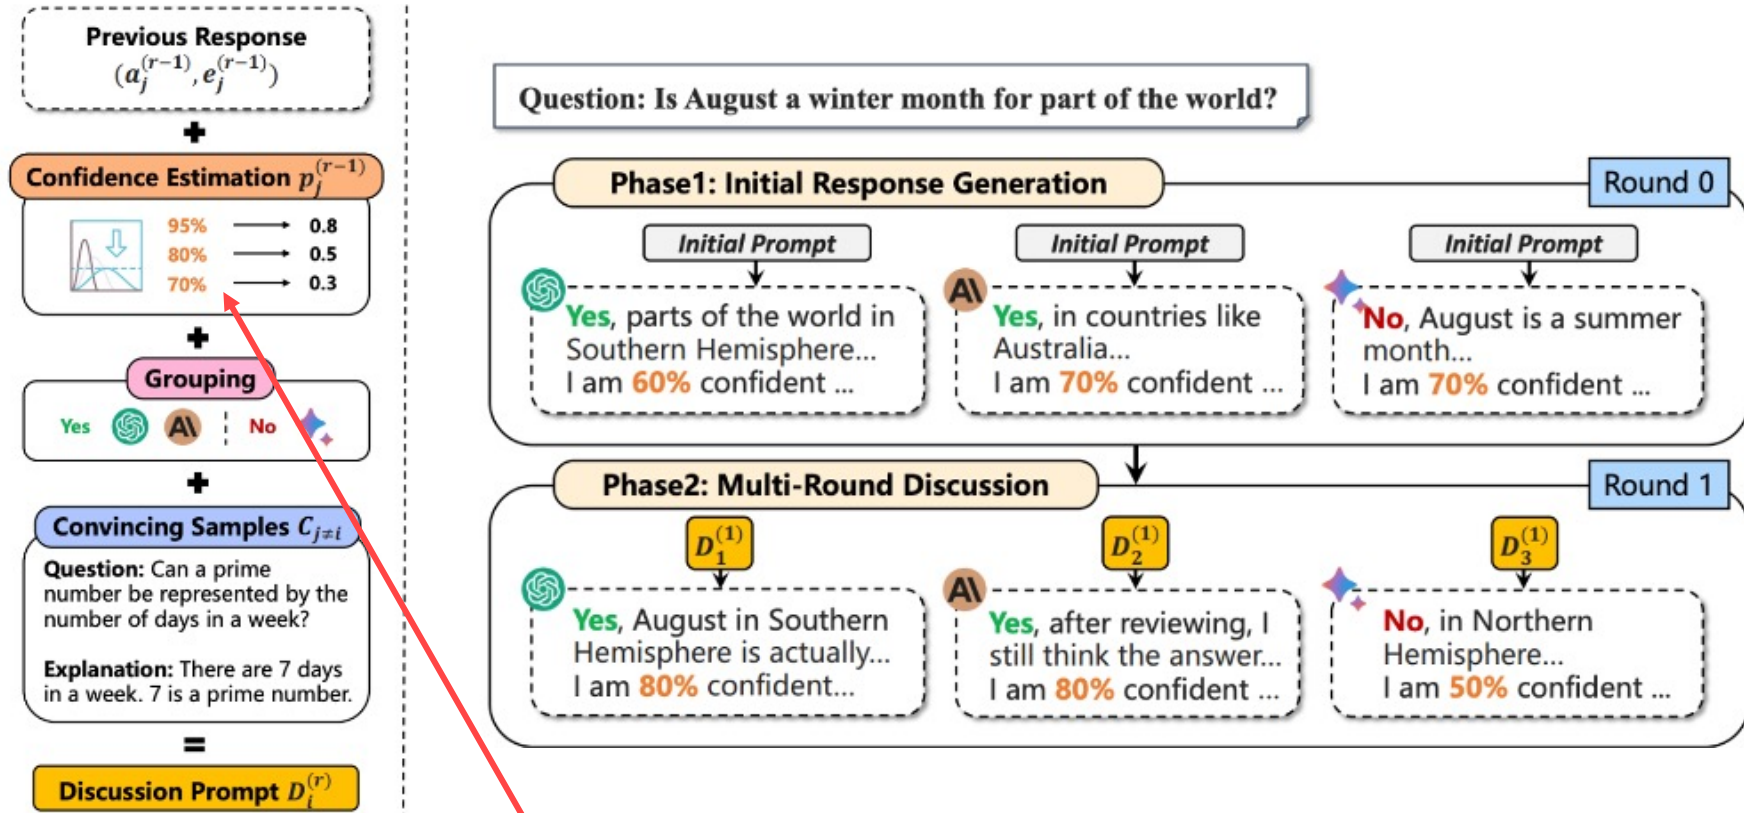 Previous Response
(a_j^{(r-1)}, e_j^{(r-1)})
+
Confidence Estimation p_j^{(r-1)}
95% → 0.8
80% → 0.5
70% → 0.3
+
Grouping
Yes AI No
+
Convincing Samples C_{j≠i}
Question: Can a prime
number be represented by the
number of days in a week?
Explanation: There are 7 days
in a week. 7 is a prime number.
=
Discussion Prompt D_i^{(r)}
Question: Is August a winter month for part of the world?
Phase1: Initial Response Generation
Round 0
Initial Prompt
Yes, parts of the world in
Southern Hemisphere...
I am 60% confident ...
Initial Prompt
AI
Yes, in countries like
Australia...
I am 70% confident ...
Initial Prompt
No, August is a summer
month...
I am 70% confident ...
Phase2: Multi-Round Discussion
Round 1
D_1^{(1)}
Yes, August in Southern
Hemisphere is actually...
I am 80% confident...
D_2^{(1)}
AI
Yes, after reviewing, I
still think the answer...
I am 80% confident ...
D_3^{(1)}
No, in Northern
Hemisphere...
I am 50% confident ...